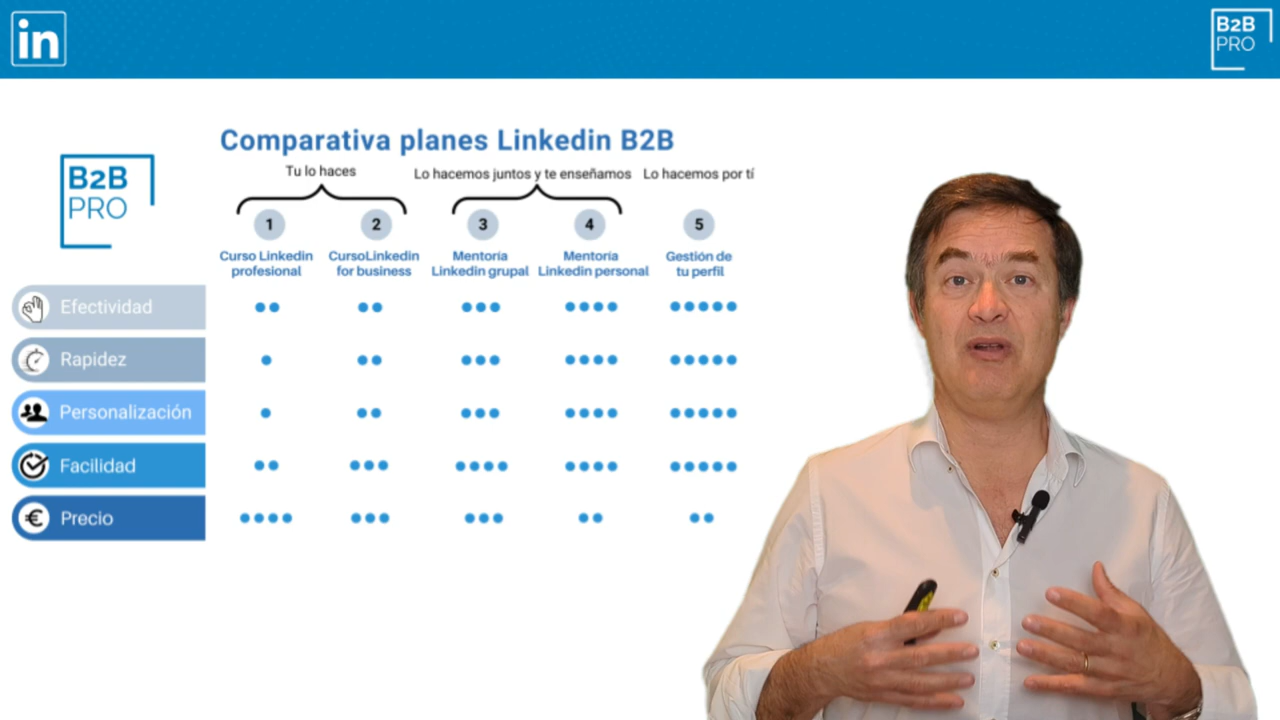 in
B2B
PRO
Comparativa planes Linkedin B2B
Tu lo haces
Lo hacemos juntos y te enseñamos
Lo hacemos por tí
B2B
PRO
1
2
3
4
5
Curso Linkedin
profesional
CursoLinkedin
for business
Mentoría
Linkedin grupal
Mentoría
Linkedin personal
Gestión de
tu perfil
Efectividad
Rapidez
Personalización
Facilidad
€ Precio